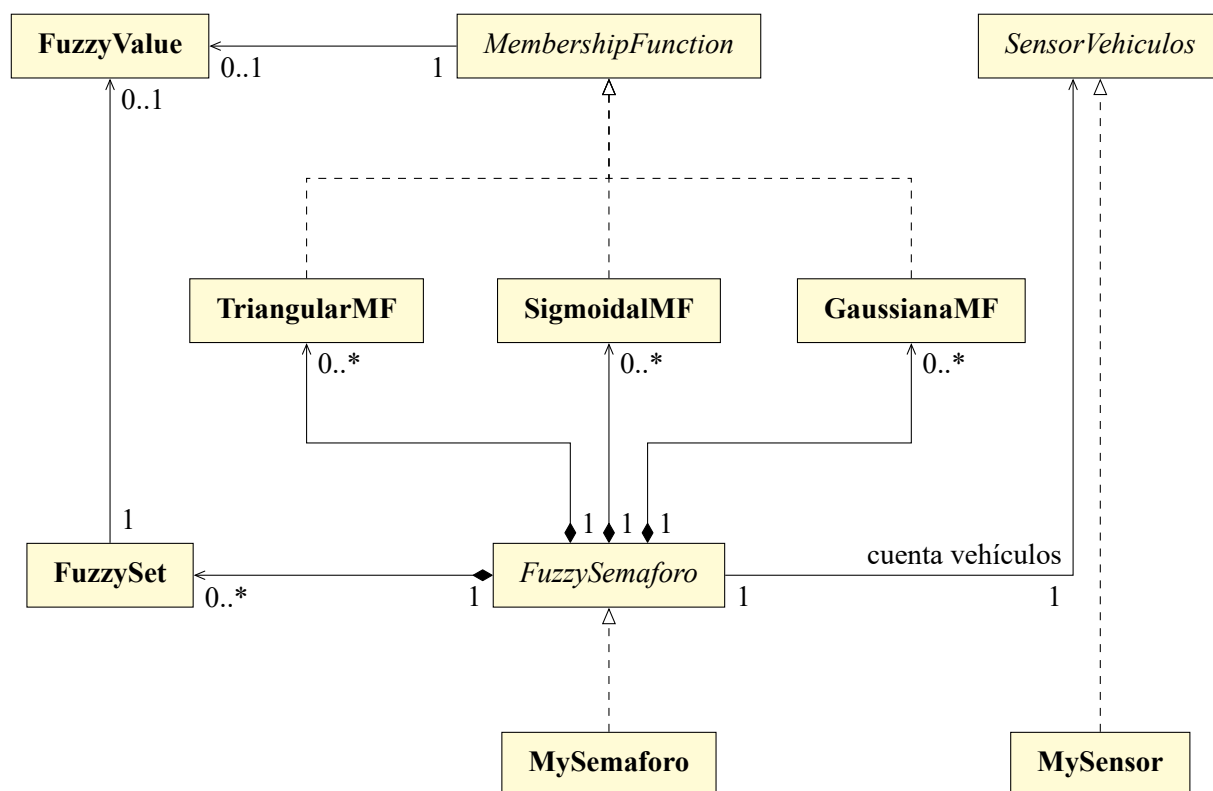 FuzzyValue
MembershipFunction
SensorVehiculos
0..1
1
0..1
TriangularMF
SigmoidalMF
GaussianaMF
0..*
0..*
0..*
1
1
1
1
FuzzySet
FuzzySemaforo
cuenta vehículos
0..*
1
1
1
MySemaforo
MySensor